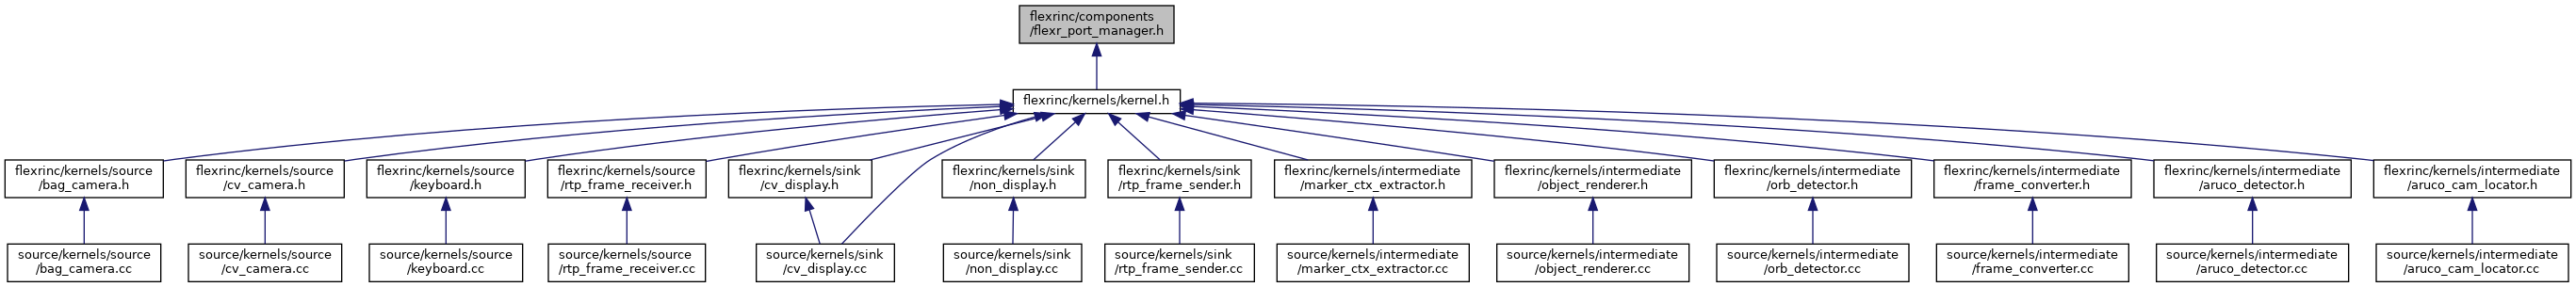 flexrinc/components
/flexr_port_manager.h
flexrinc/kernels/kernel.h
flexrinc/kernels/source
/bag_camera.h
flexrinc/kernels/source
/cv_camera.h
flexrinc/kernels/source
/keyboard.h
flexrinc/kernels/source
/rtp_frame_receiver.h
flexrinc/kernels/sink
/cv_display.h
flexrinc/kernels/sink
/non_display.h
flexrinc/kernels/sink
/rtp_frame_sender.h
flexrinc/kernels/intermediate
/marker_ctx_extractor.h
flexrinc/kernels/intermediate
/object_renderer.h
flexrinc/kernels/intermediate
/orb_detector.h
flexrinc/kernels/intermediate
/frame_converter.h
flexrinc/kernels/intermediate
/aruco_detector.h
flexrinc/kernels/intermediate
/aruco_cam_locator.h
source/kernels/source
/bag_camera.cc
source/kernels/source
/cv_camera.cc
source/kernels/source
/keyboard.cc
source/kernels/source
/rtp_frame_receiver.cc
source/kernels/sink
/cv_display.cc
source/kernels/sink
/non_display.cc
source/kernels/sink
/rtp_frame_sender.cc
source/kernels/intermediate
/marker_ctx_extractor.cc
source/kernels/intermediate
/object_renderer.cc
source/kernels/intermediate
/orb_detector.cc
source/kernels/intermediate
/frame_converter.cc
source/kernels/intermediate
/aruco_detector.cc
source/kernels/intermediate
/aruco_cam_locator.cc